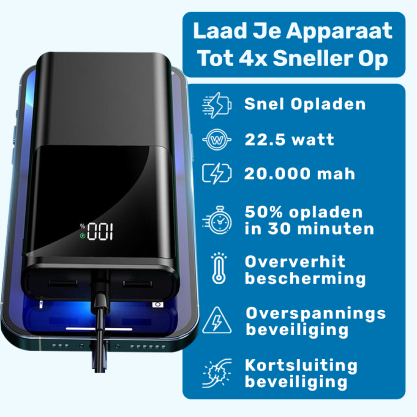 Laad Je Apparaat
Tot 4x Sneller Op
Snel Opladen
W
22.5 watt
20.000 mah
50% opladen
in 30 minuten
Oververhit
bescherming
Overspannings
beveiliging
Kortsluiting
beveiliging
100%